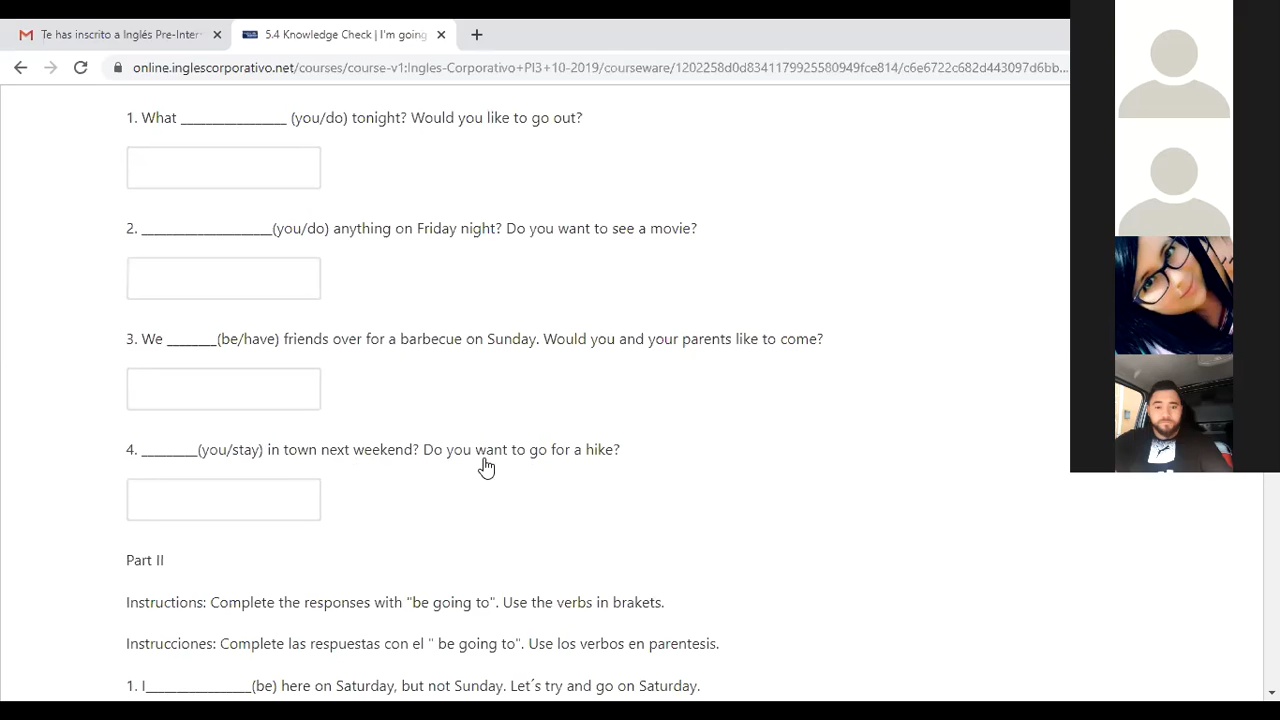 Te has inscrito a Inglés Pre-Inter
5.4 Knowledge Check | I'm going
online.inglescorporativo.net/courses/course-v1:Ingles-Corporativo+PI3+10-2019/courseware/1202258d0d8341179925580949fce814/c6e6722c682d443097d6bb...
1. What ________________ (you/do) tonight? Would you like to go out?
2. ____________________(you/do) anything on Friday night? Do you want to see a movie?
3. We ________(be/have) friends over for a barbecue on Sunday. Would you and your parents like to come?
4. _________(you/stay) in town next weekend? Do you want to go for a hike?
Part II
Instructions: Complete the responses with "be going to". Use the verbs in brakets.
Instrucciones: Complete las respuestas con el " be going to". Use los verbos en parentesis.
1. I________________(be) here on Saturday, but not Sunday. Let´s try and go on Saturday.